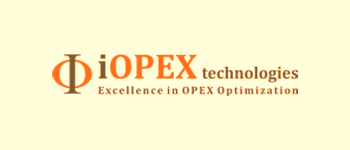 iOPEX technologies
Excellence in OPEX Optimization